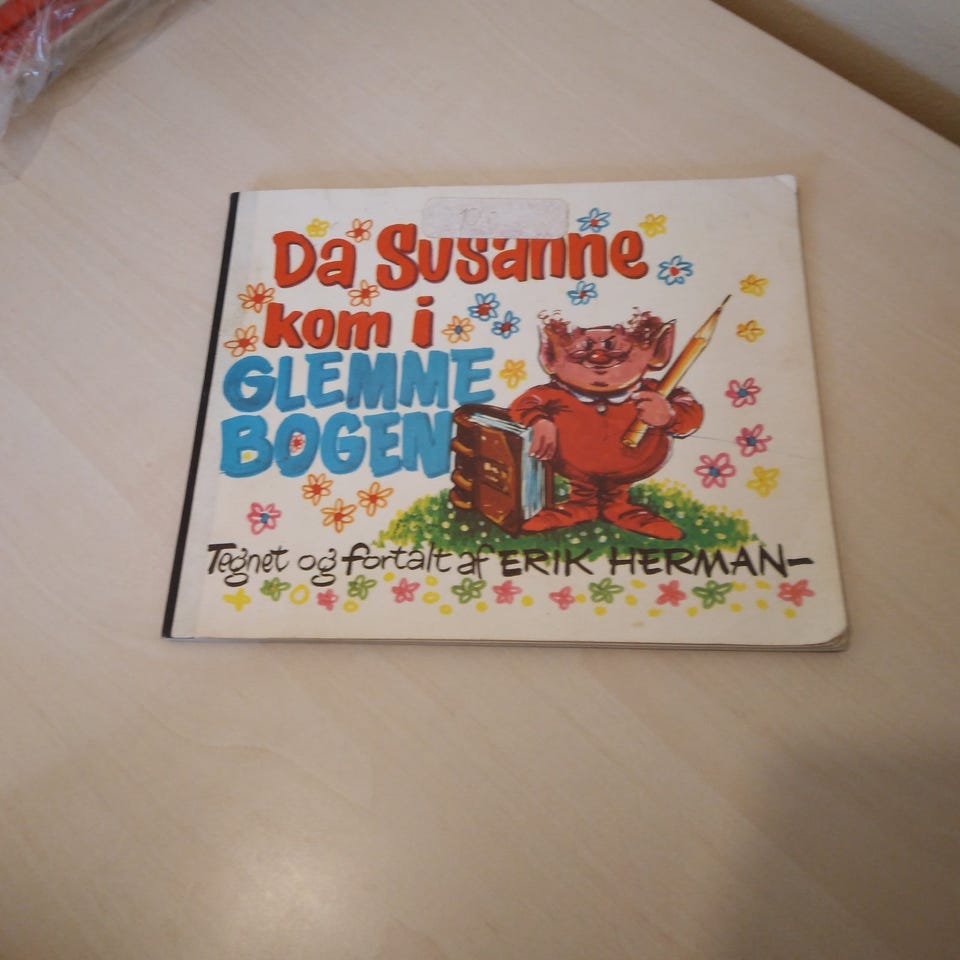 Da Susanne
kom i
GLEMME
BOGEN
Tegnet og fortalt af ERIK HERMAN-